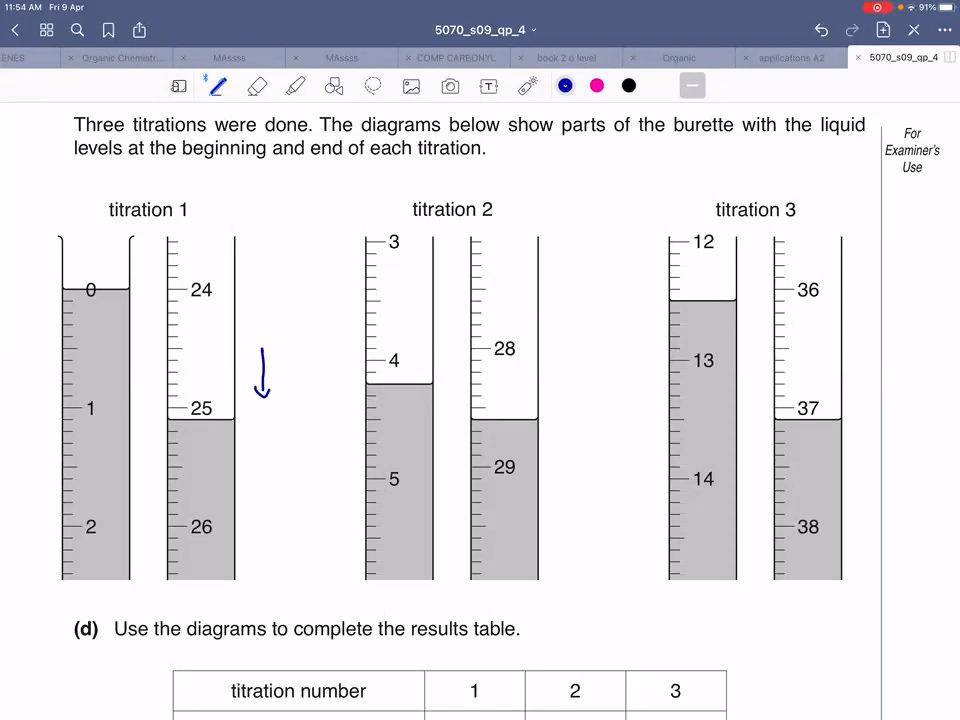 11:54 AM Fri 9 Apr
91%
5070_s09_qp_4
ENES
Organic Chemistr...
MAssss
MAssss
COMP CARBONYL
book 2 o level
Organic
applications A2
5070_s09_qp_4
Three titrations were done. The diagrams below show parts of the burette with the liquid
levels at the beginning and end of each titration.
For
Examiner's
Use
titration 1
titration 2
titration 3
0
1
2
24
25
26
3
4
5
28
29
12
13
14
36
37
38
(d) Use the diagrams to complete the results table.
titration number 1 2 3